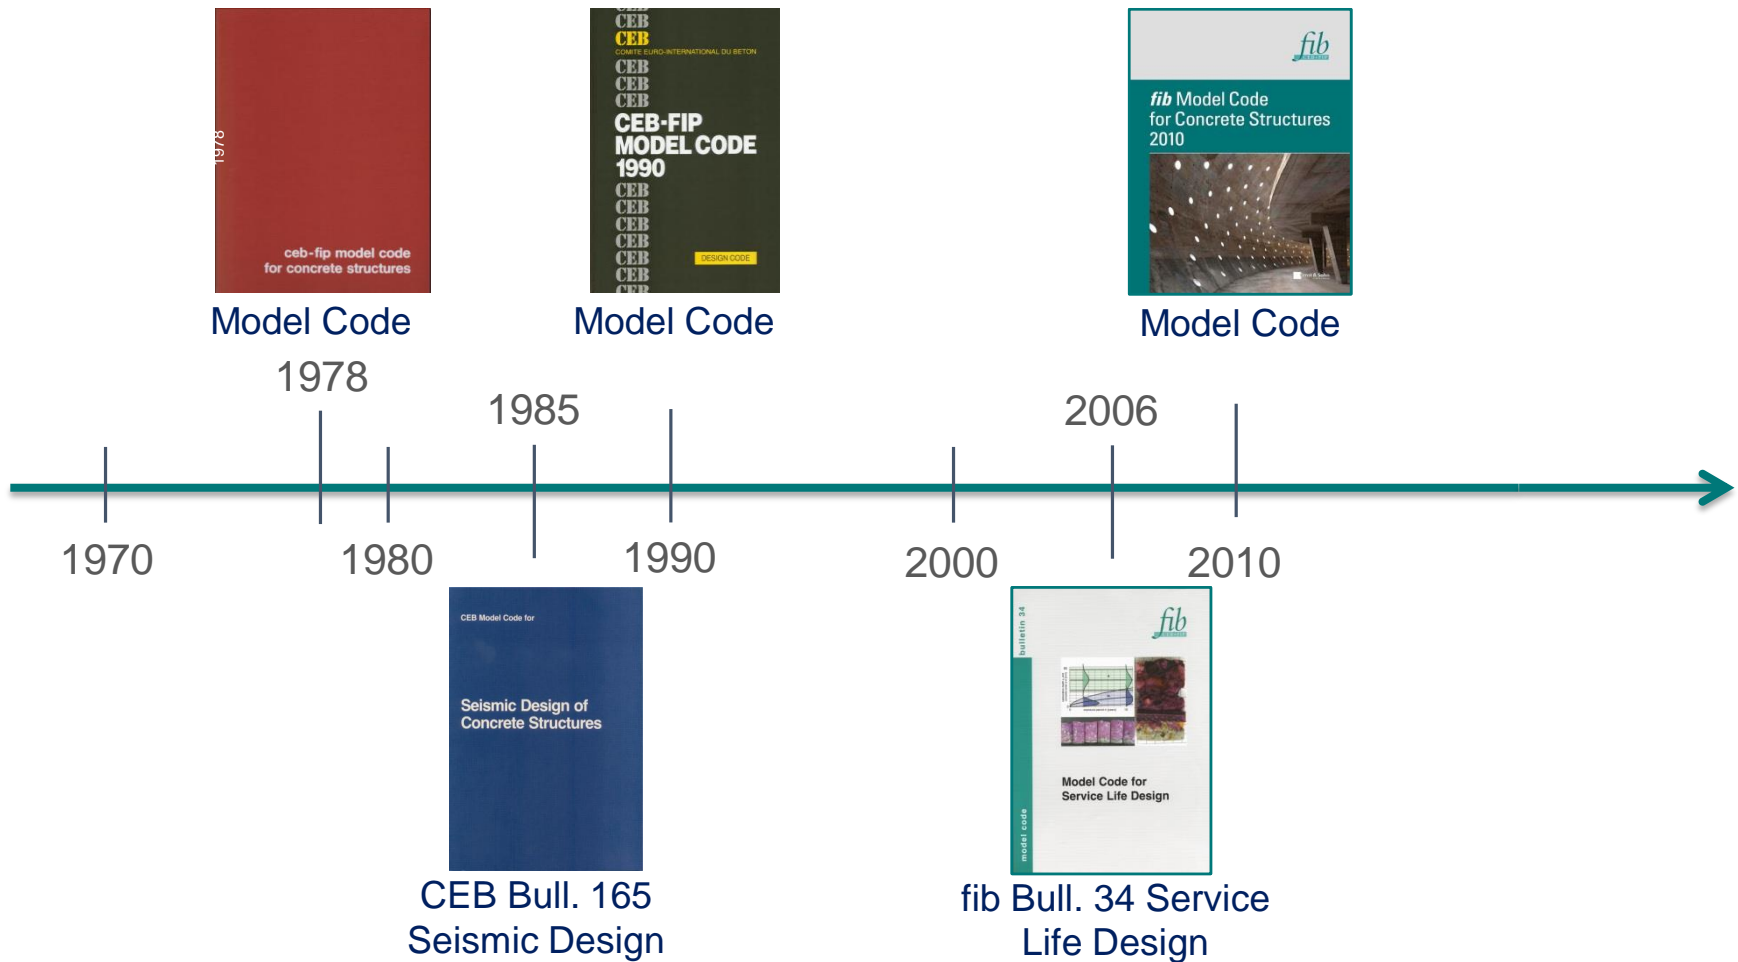 1978
ceb-fip model code
for concrete structures
CEB
CEB
COMITE EURO-INTERNATIONAL DU BETON
CEB
CEB
CEB
CEB-FIP
MODEL CODE
1990
CEB
CEB
CEB
CEB
CEB
CEB
CEB
DESIGN CODE
fib
fib Model Code
for Concrete Structures
2010
Model Code
Model Code
Model Code
1978
1985
2006
1970
1980
1990
2000
2010
CEB Model Code for
Seismic Design of
Concrete Structures
bulletin 34
fib
Model Code for
Service Life Design
model code
CEB Bull. 165
Seismic Design
fib Bull. 34 Service
Life Design